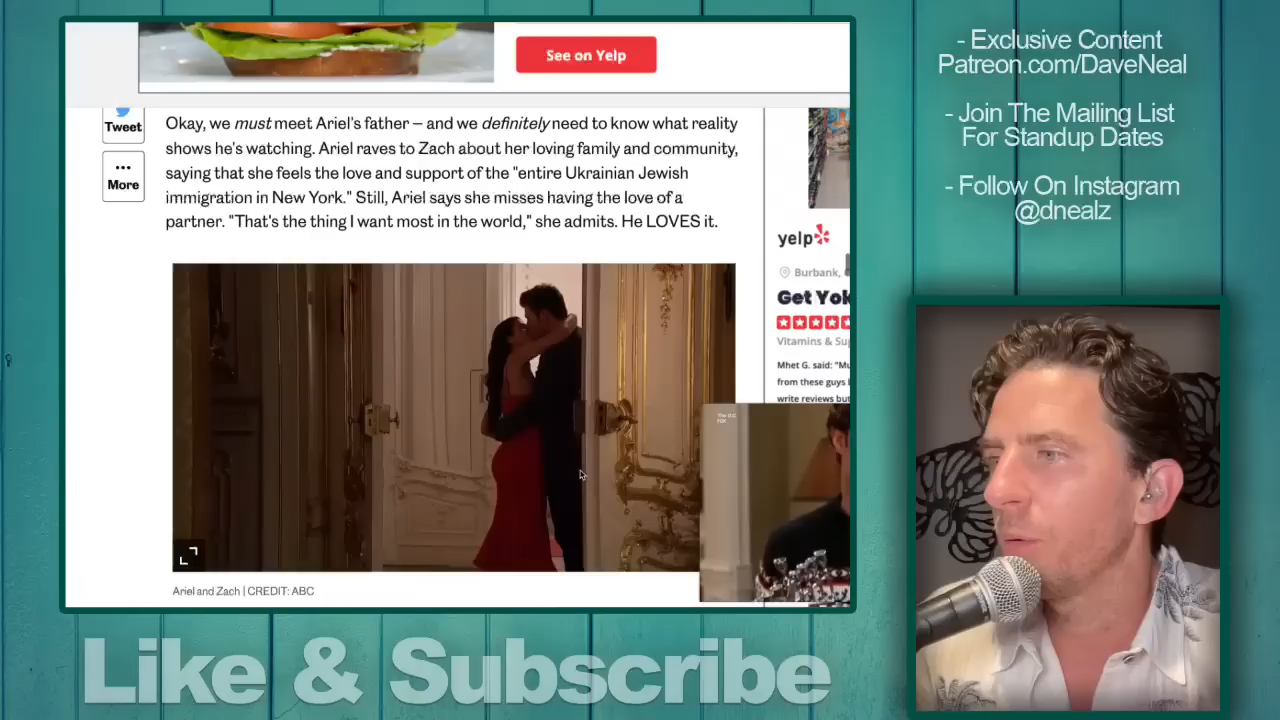 See on Yelp
Tweet
...
More
Okay, we must meet Ariel's father – and we definitely need to know what reality
shows he's watching. Ariel raves to Zach about her loving family and community,
saying that she feels the love and support of the "entire Ukrainian Jewish
immigration in New York." Still, Ariel says she misses having the love of a
partner. "That's the thing I want most in the world," she admits. He LOVES it.
Ariel and Zach | CREDIT: ABC
yelp
Burbank,
Get Yok
Vitamins & Su
Mhet G. said: "Mu
from these guys
write reviews but
The O.C.
FOX
- Exclusive Content
Patreon.com/DaveNeal
- Join The Mailing List
For Standup Dates
- Follow On Instagram
@dnealz
Like & Subscribe